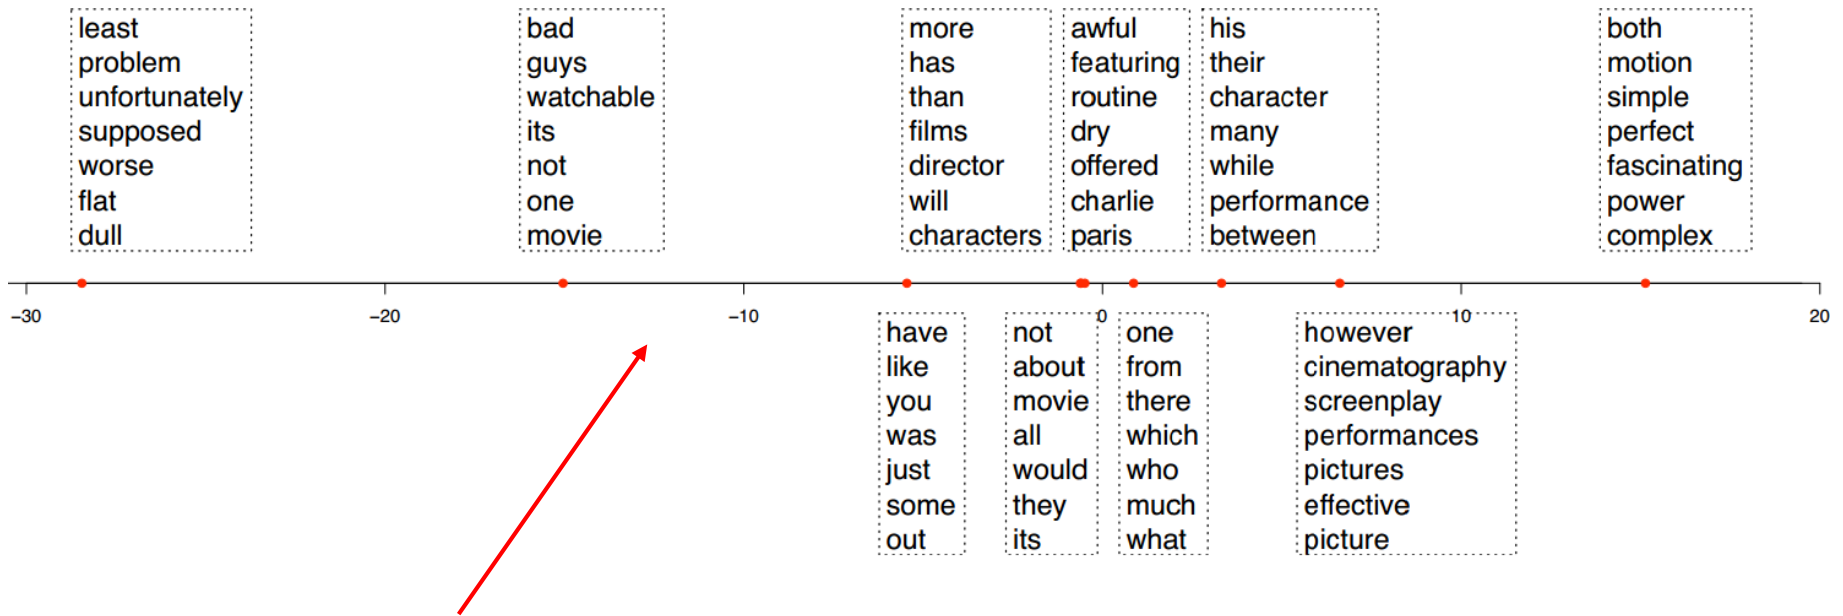 least
problem
unfortunately
supposed
worse
flat
dull
bad
guys
watchable
its
not
one
movie
more
has
than
films
director
will
characters
awful
featuring
routine
dry
offered
charlie
paris
his
their
character
many
while
performance
between
both
motion
simple
perfect
fascinating
power
complex
−30 −20 −10 0 10 20
have
like
you
was
just
some
out
not
about
movie
all
would
they
its
one
from
there
which
who
much
what
however
cinematography
screenplay
performances
pictures
effective
picture